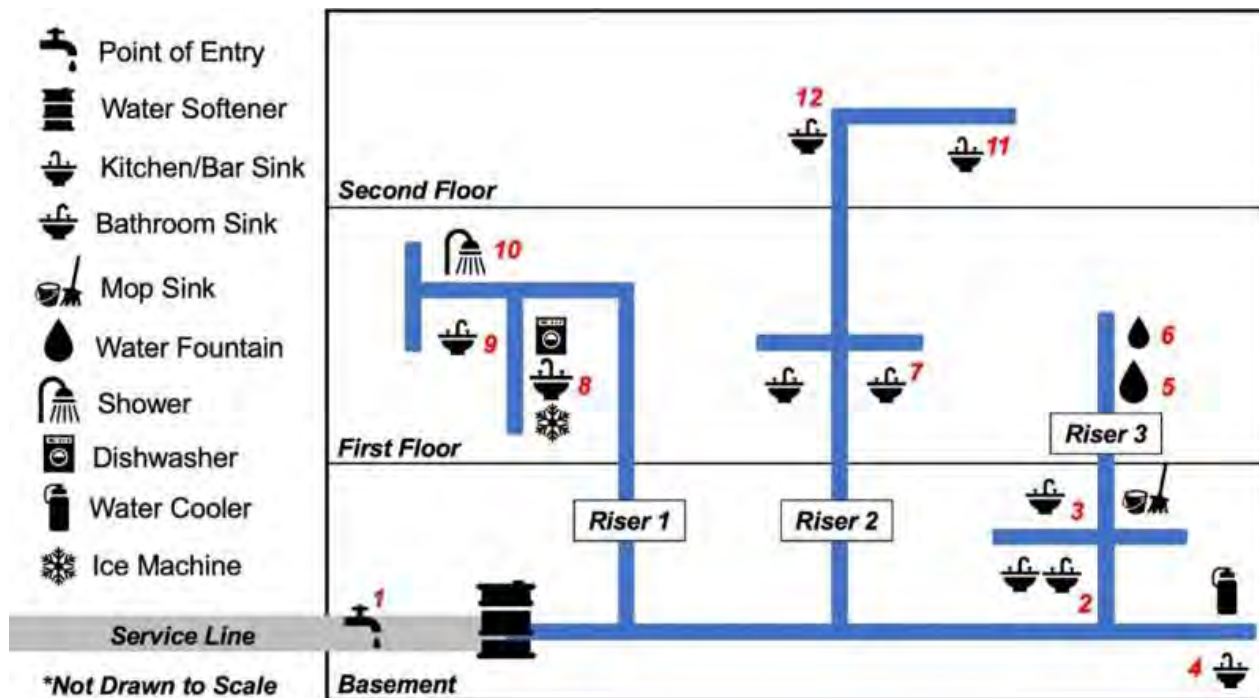 Point of Entry
Water Softener
Kitchen/Bar Sink
Bathroom Sink
Mop Sink
Water Fountain
Shower
Dishwasher
Water Cooler
Ice Machine
Service Line
*Not Drawn to Scale
12
11
Second Floor
10
9
8
7
6
5
First Floor
Riser 3
Riser 1
Riser 2
3
2
1
4
Basement